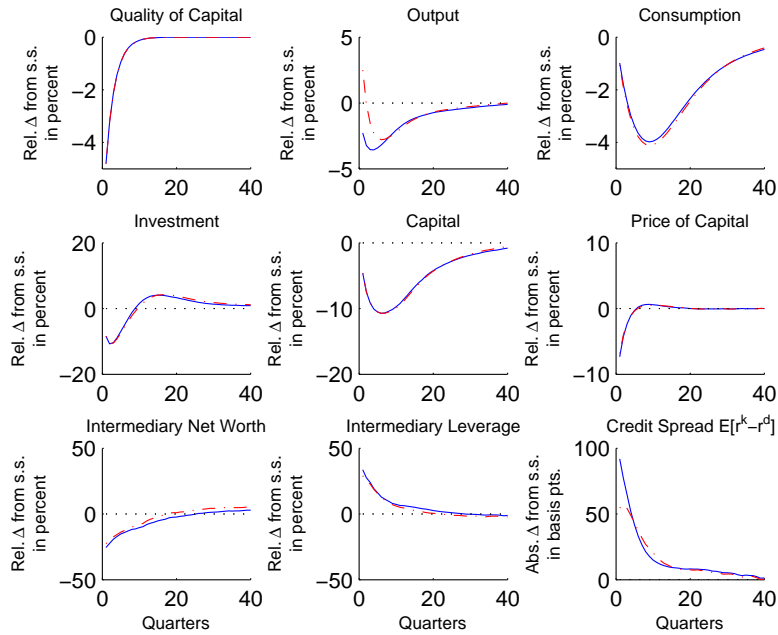 Quality of Capital
Rel. Δ from s.s.
in percent
0
−2
−4
0
20
40
Output
Rel. Δ from s.s.
in percent
5
0
−5
0
20
40
Consumption
Rel. Δ from s.s.
in percent
0
−2
−4
0
20
40
Investment
Rel. Δ from s.s.
in percent
20
0
−20
0
20
40
Capital
Rel. Δ from s.s.
in percent
0
−10
−20
0
20
40
Price of Capital
Rel. Δ from s.s.
in percent
10
0
−10
0
20
40
Intermediary Net Worth
Rel. Δ from s.s.
in percent
50
0
−50
0
20
40
Quarters
Intermediary Leverage
Rel. Δ from s.s.
in percent
50
0
−50
0
20
40
Quarters
Credit Spread E[r^k−r^d]
Abs. Δ from s.s.
in basis pts.
100
50
0
0
20
40
Quarters